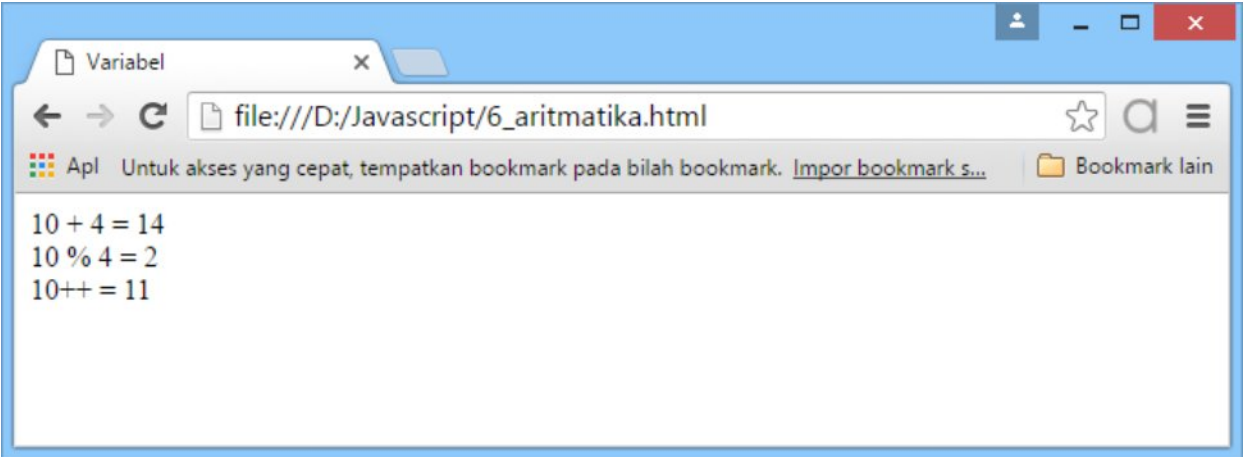 Variabel
file:///D:/Javascript/6_aritmatika.html
Apl Untuk akses yang cepat, tempatkan bookmark pada bilah bookmark. Impor bookmark s... Bookmark lain
10 + 4 = 14
10 % 4 = 2
10++ = 11